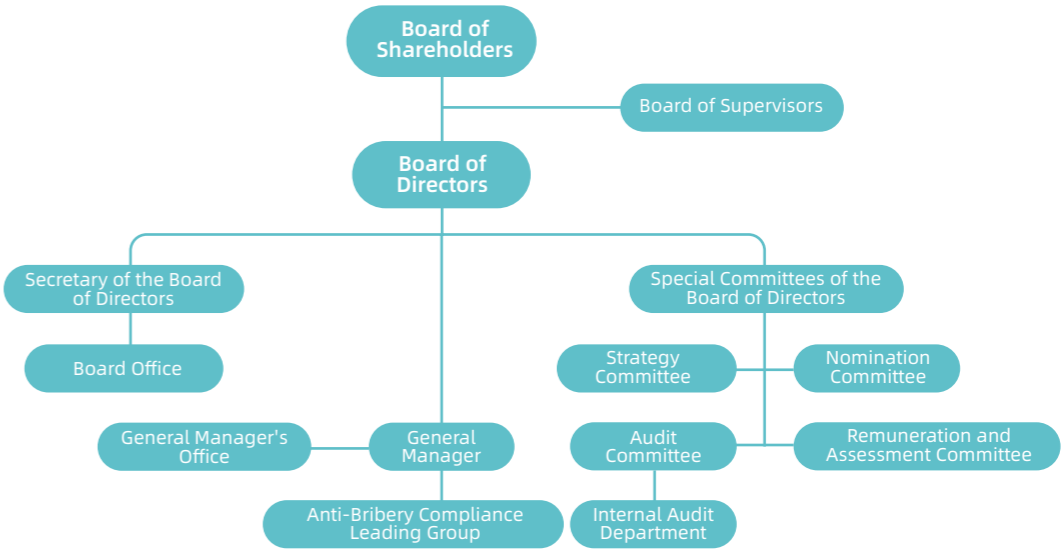 Board of
Shareholders
Board of Supervisors
Board of
Directors
Secretary of the Board
of Directors
Special Committees of the
Board of Directors
Board Office
Strategy
Committee
Nomination
Committee
General Manager's
Office
General
Manager
Audit
Committee
Remuneration and
Assessment Committee
Anti-Bribery Compliance
Leading Group
Internal Audit
Department